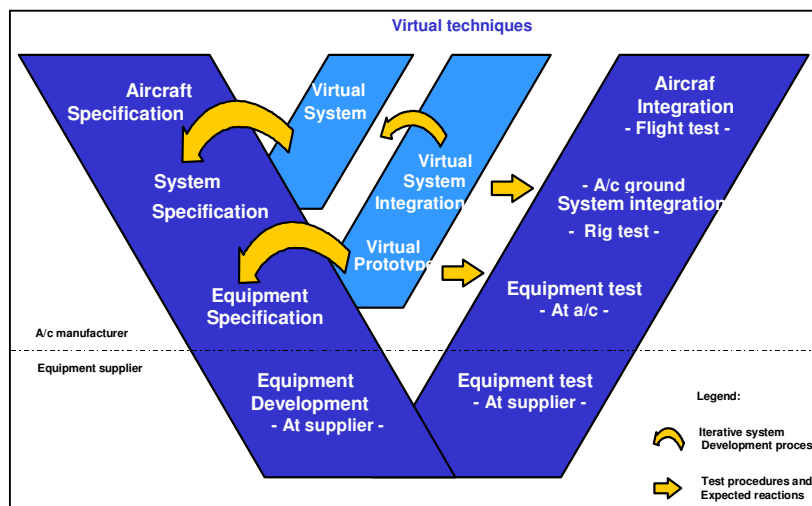 Virtual techniques
Aircraft
Specification
System
Specification
Equipment
Specification
Virtual
System
Virtual
System
Integration
Virtual
Prototype
Aircraf
Integration
- Flight test -
- A/c ground
System integration
- Rig test -
Equipment test
- At a/c -
A/c manufacturer
Equipment supplier
Equipment
Development
- At supplier -
Equipment test
- At supplier -
Legend:
Iterative system
Development proces
Test procedures and
Expected reactions